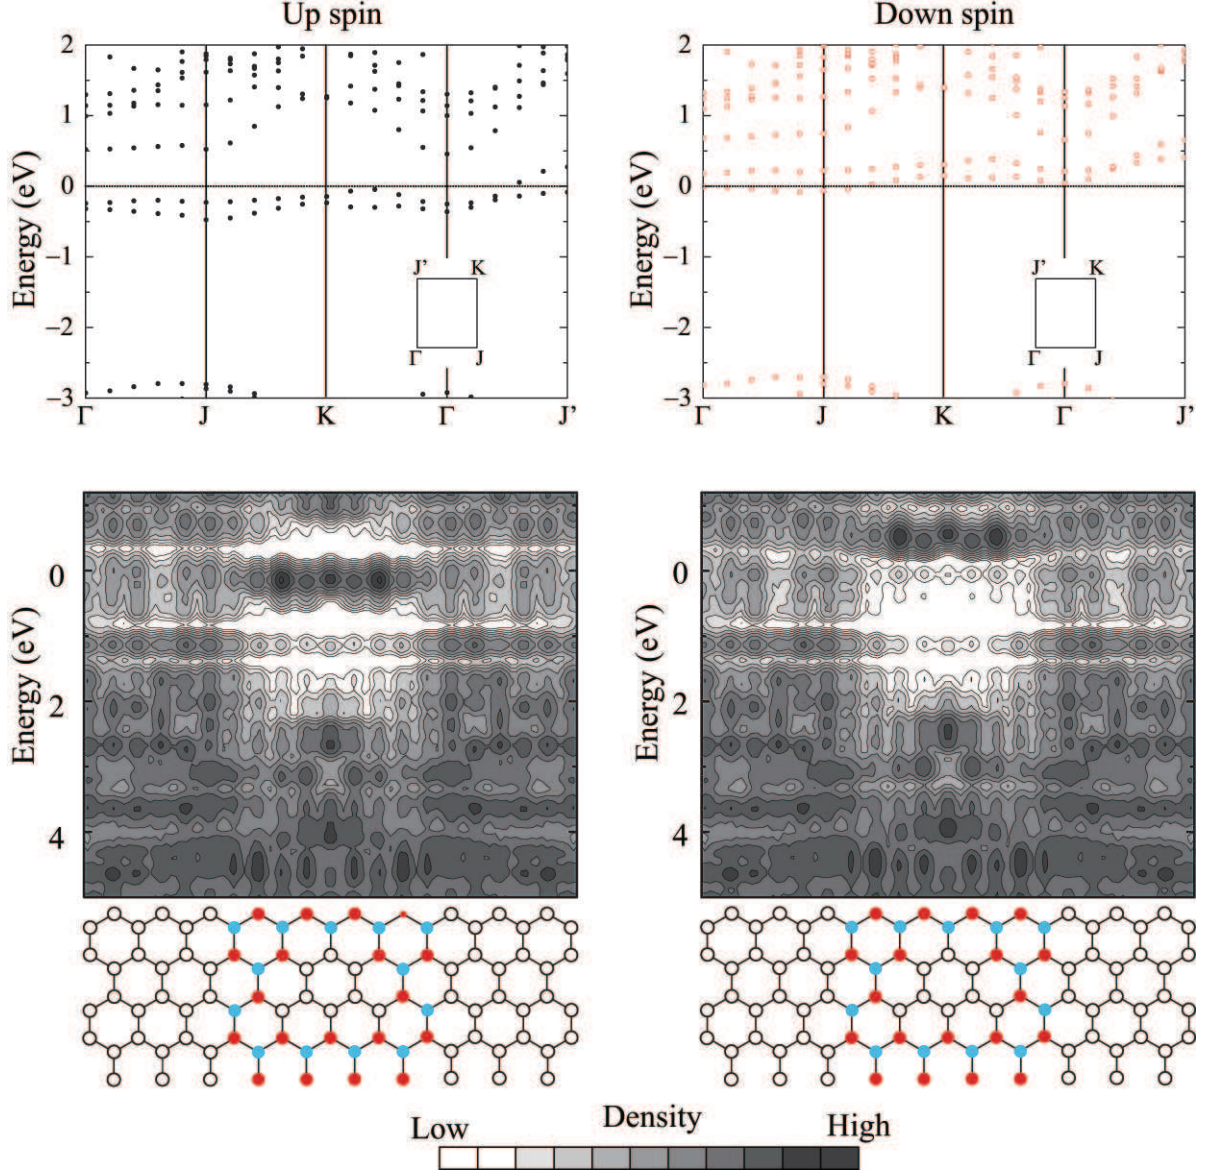 Up spin
Down spin
Energy (eV)
2
1
0
−1
−2
−3
J’ K
Γ J
Γ J K Γ J’
Energy (eV)
2
1
0
−1
−2
−3
J’ K
Γ J
Γ J K Γ J’
Energy (eV)
0
2
4
Energy (eV)
0
2
4
Low Density High